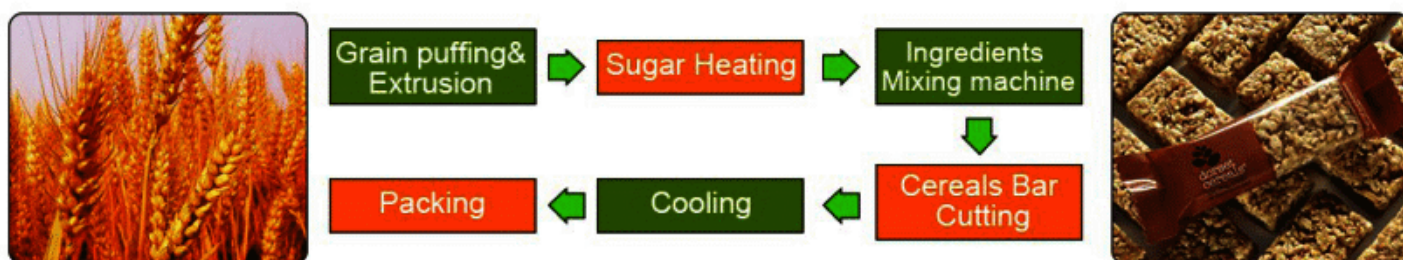 Grain puffing&
Extrusion
Sugar Heating
Ingredients
Mixing machine
Cereals Bar
Cutting
Cooling
Packing